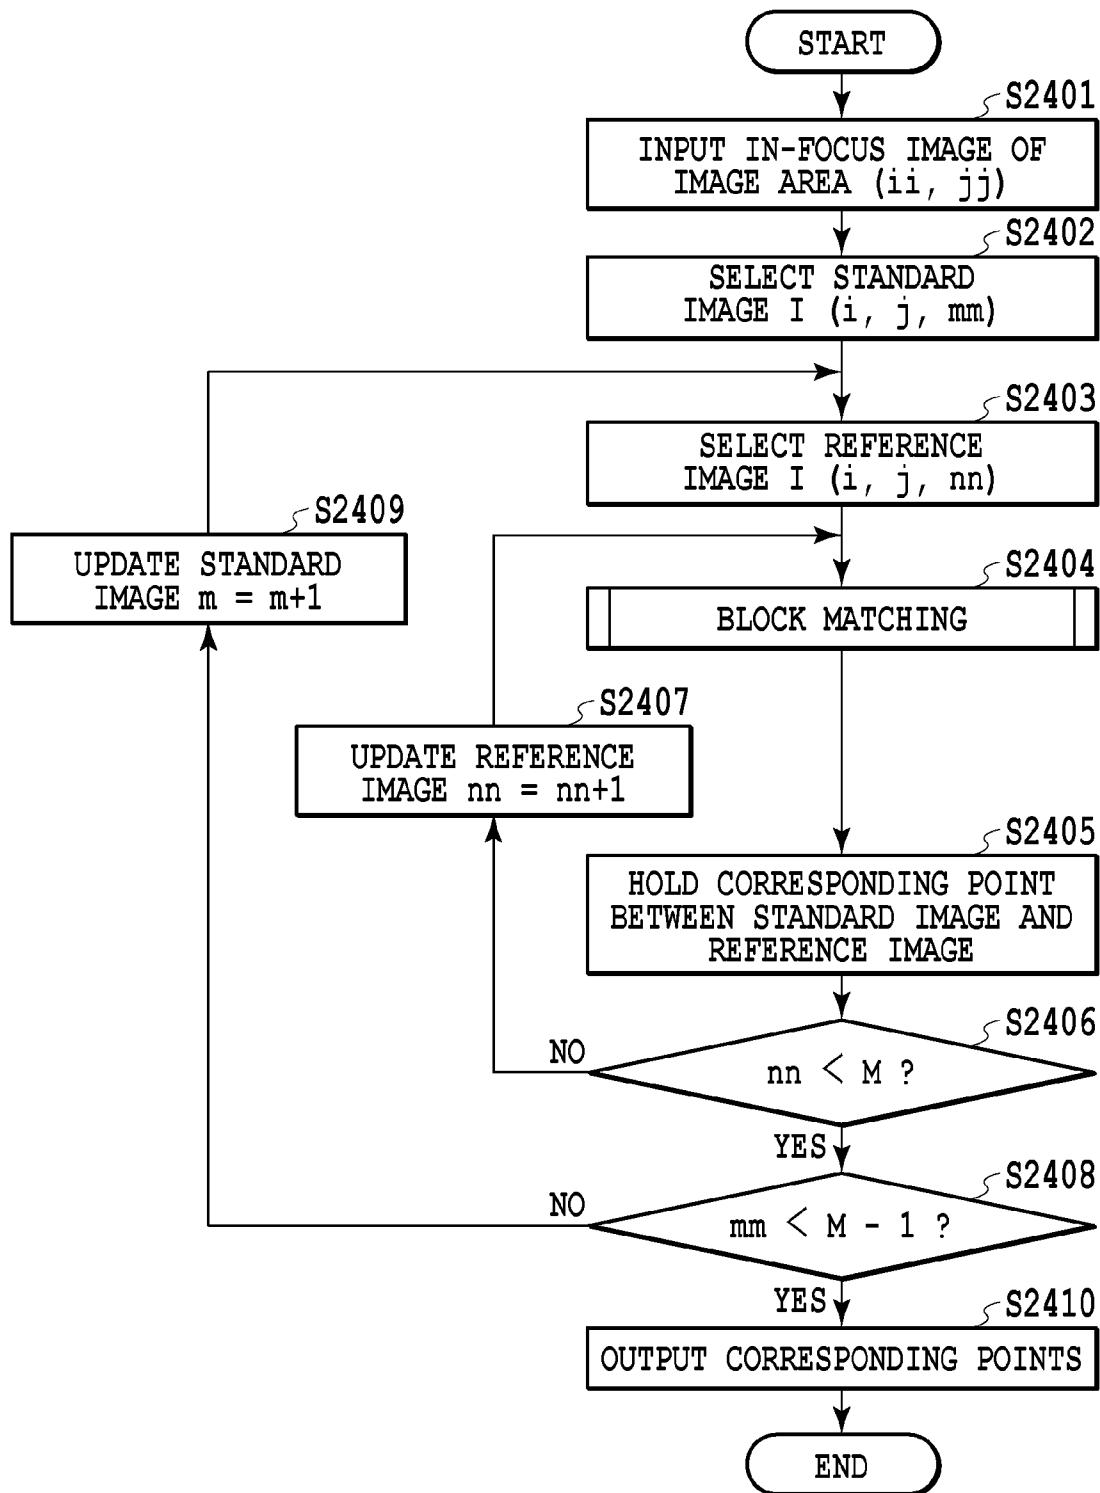 START
S2401
INPUT IN-FOCUS IMAGE OF
IMAGE AREA (ii, jj)
S2402
SELECT STANDARD
IMAGE I (i, j, mm)
S2403
SELECT REFERENCE
IMAGE I (i, j, nn)
S2409
UPDATE STANDARD
IMAGE m = m+1
S2404
BLOCK MATCHING
S2407
UPDATE REFERENCE
IMAGE nn = nn+1
S2405
HOLD CORRESPONDING POINT
BETWEEN STANDARD IMAGE AND
REFERENCE IMAGE
S2406
NO
nn < M ?
YES
S2408
NO
mm < M - 1 ?
YES
S2410
OUTPUT CORRESPONDING POINTS
END